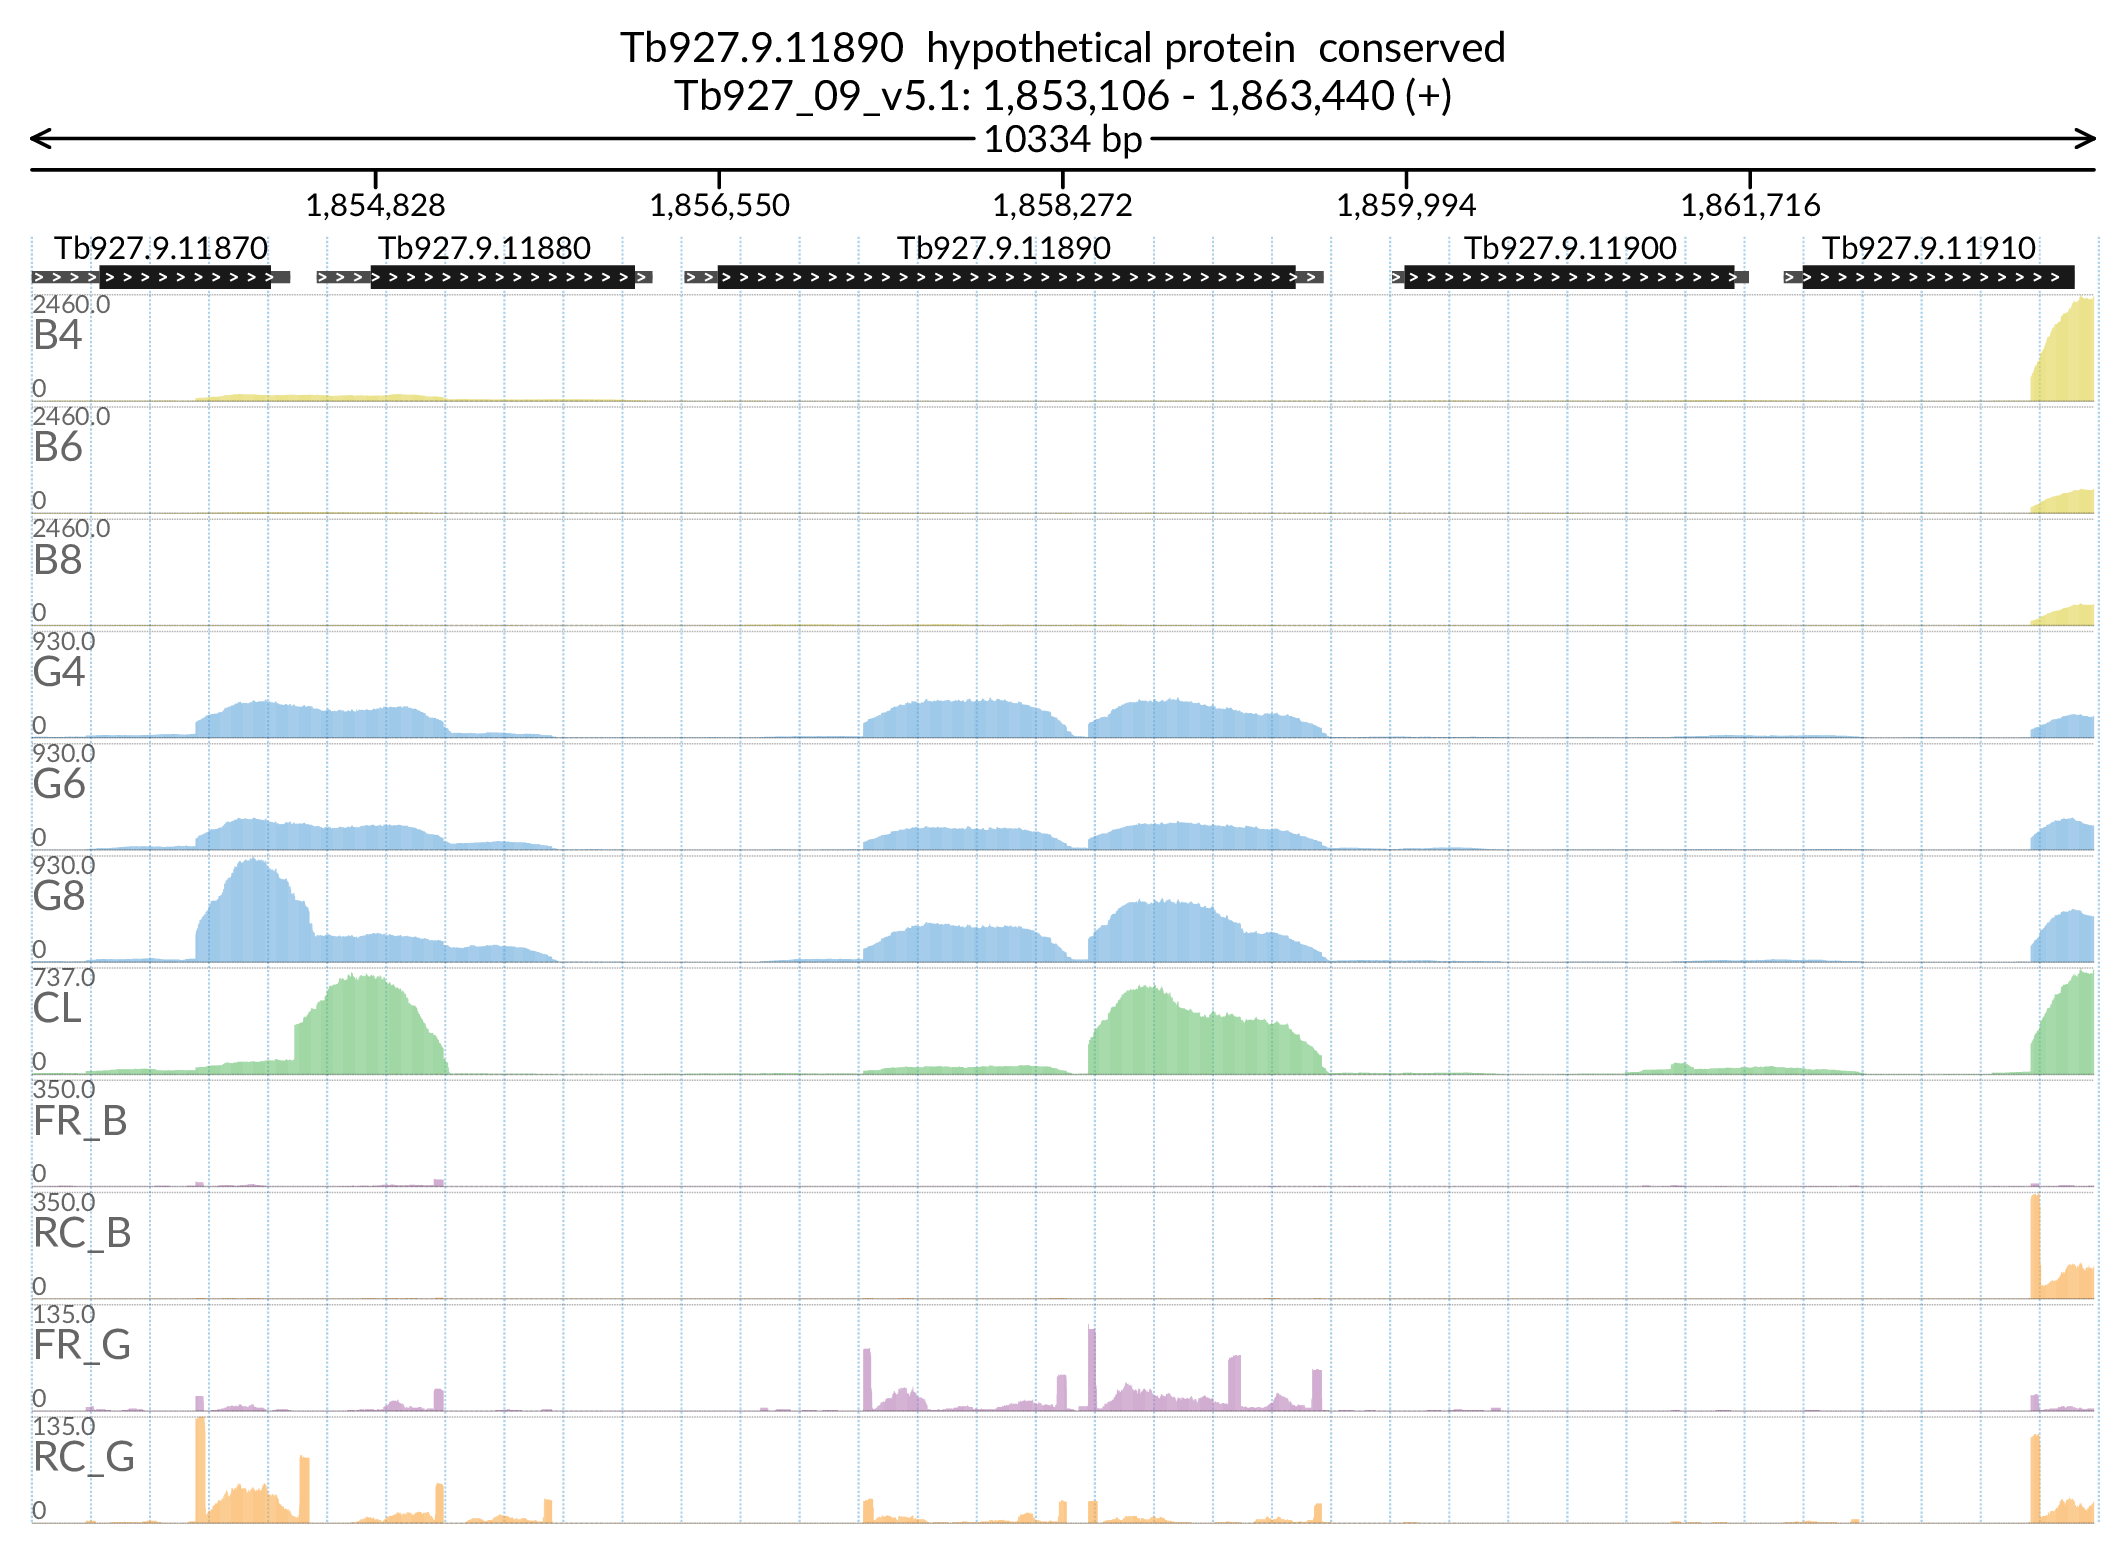 Tb927.9.11890 hypothetical protein conserved
Tb927_09_v5.1: 1,853,106 - 1,863,440 (+)
10334 bp
1,854,828 1,856,550 1,858,272 1,859,994 1,861,716
Tb927.9.11870 Tb927.9.11880 Tb927.9.11890 Tb927.9.11900 Tb927.9.11910
2460.0
B4
0
2460.0
B6
0
2460.0
B8
0
930.0
G4
0
930.0
G6
0
930.0
G8
0
737.0
CL
0
350.0
FR_B
0
350.0
RC_B
0
135.0
FR_G
0
135.0
RC_G
0